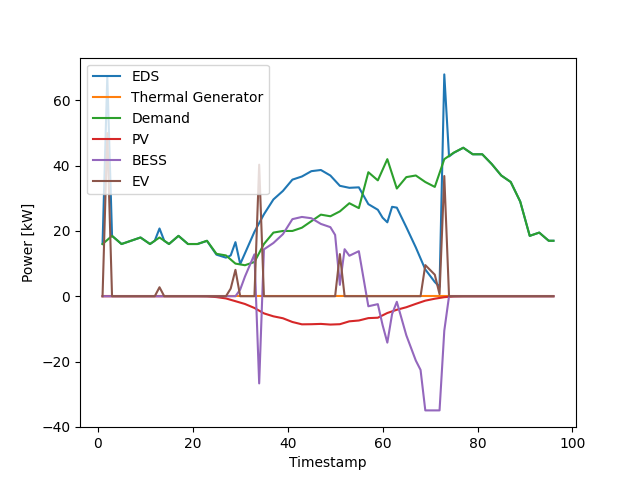 EDS
Thermal Generator
Demand
PV
BESS
EV
60
40
20
0
−20
−40
Power [kW]
0 20 40 60 80 100
Timestamp